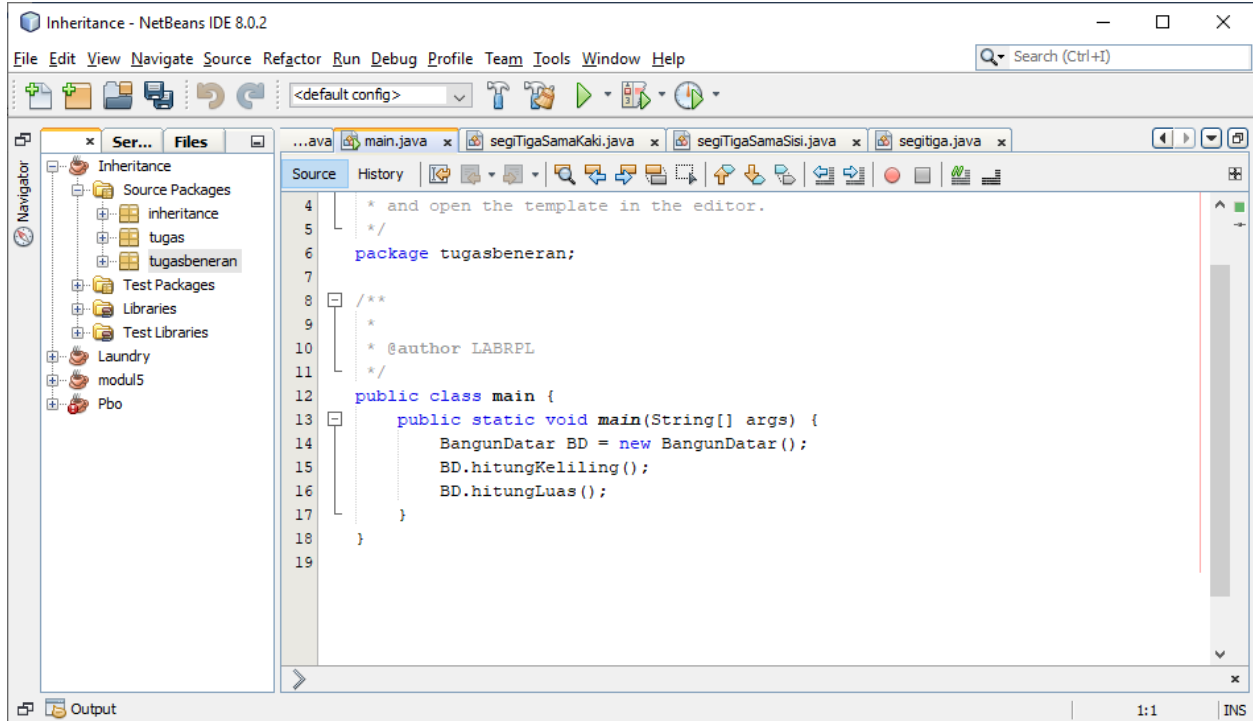 Inheritance - NetBeans IDE 8.0.2
File Edit View Navigate Source Refactor Run Debug Profile Team Tools Window Help
Search (Ctrl+I)
<default config>
Ser... Files
...ava main.java segiTigaSamaKaki.java segiTigaSamaSisi.java segitiga.java
Navigator
Inheritance
Source Packages
inheritance
tugas
tugasbeneran
Test Packages
Libraries
Test Libraries
Laundry
modul5
Pbo
Source History
4 * and open the template in the editor.
5 */
6 package tugasbeneran;
7
8 /**
9 *
10 * @author LABRPL
11 */
12 public class main {
13 public static void main(String[] args) {
14 BangunDatar BD = new BangunDatar();
15 BD.hitungKeliling();
16 BD.hitungLuas();
17 }
18 }
19
Output
1:1 INS